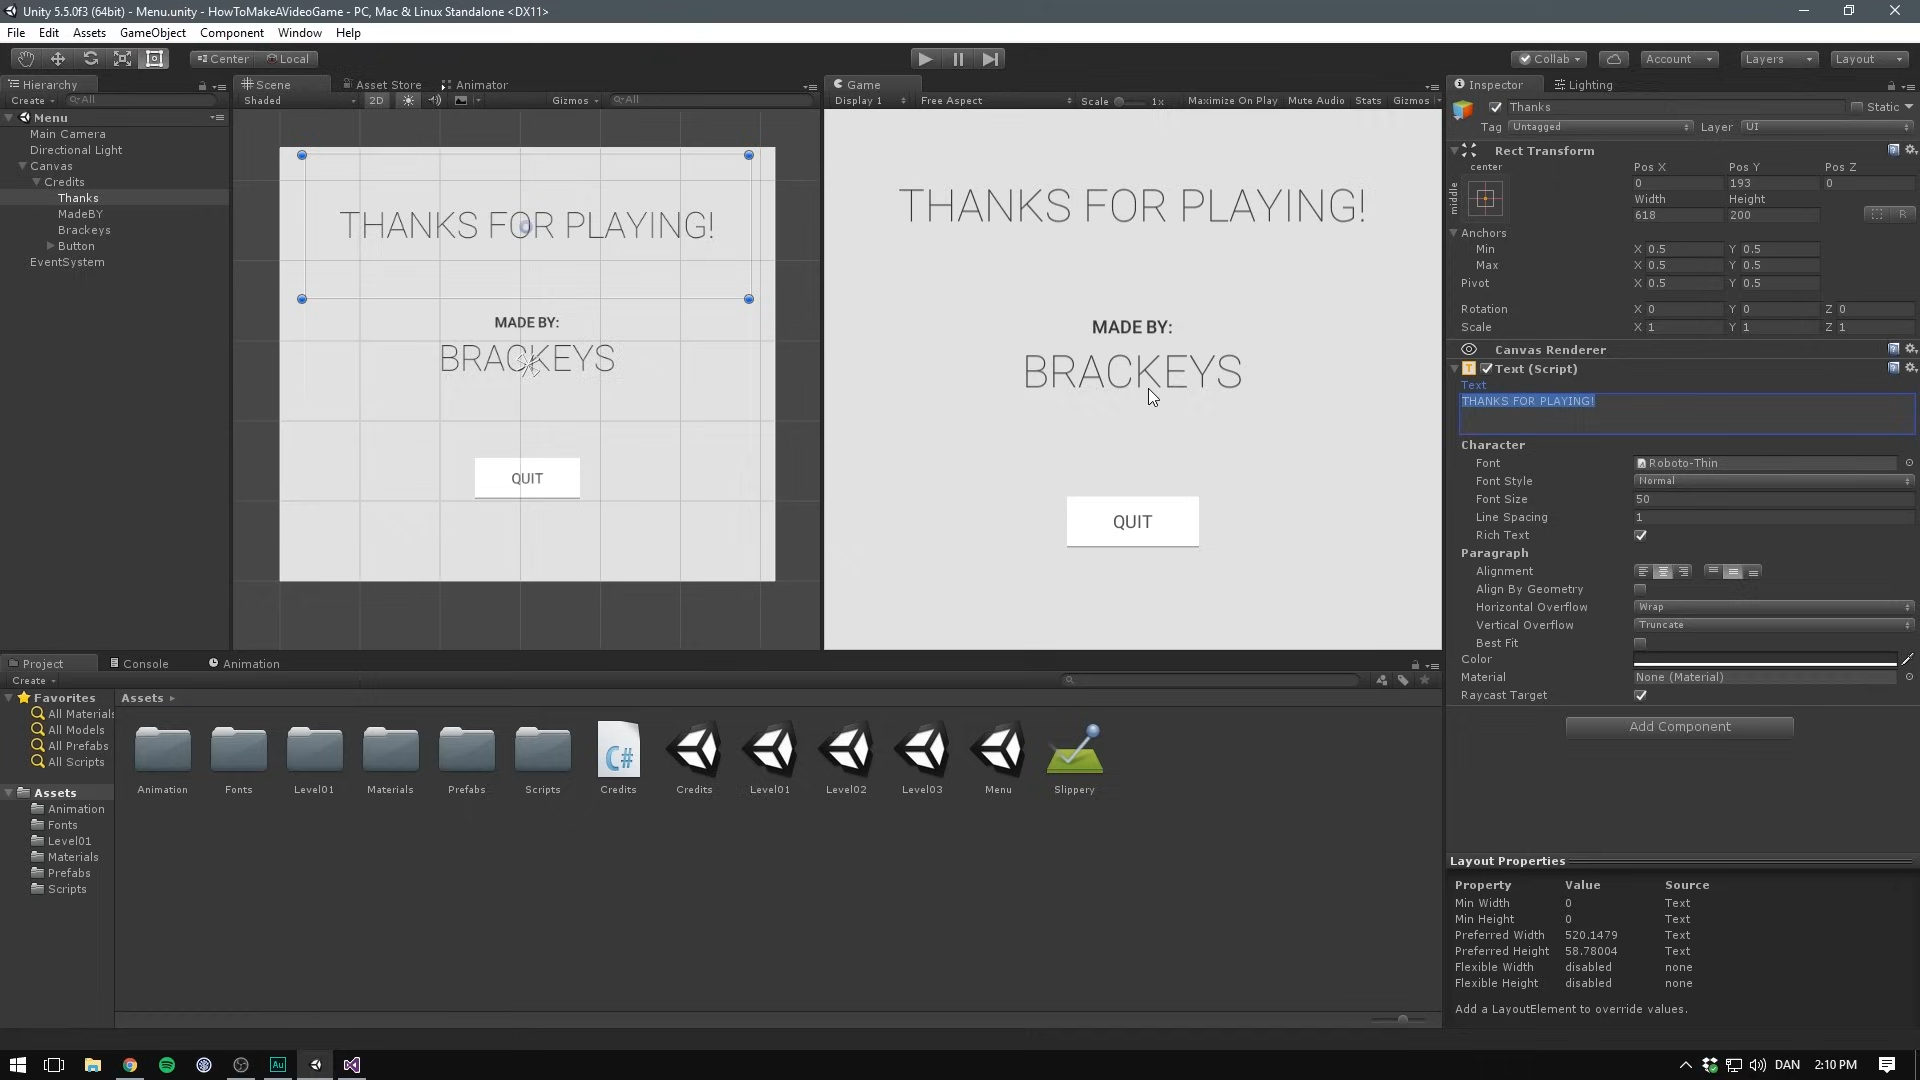 Unity 5.5.0f3 (64bit) - Menu.unity - HowToMakeAVideoGame - PC, Mac & Linux Standalone <DX11>
File Edit Assets GameObject Component Window Help
Center Local Collab Account Layers Layout
Hierarchy
Create All
Menu
Main Camera
Directional Light
Canvas
Credits
Thanks
MadeBY
Brackeys
Button
EventSystem
Scene Asset Store Animator
Shaded 2D Gizmos All
THANKS FOR PLAYING!
MADE BY:
BRACKEYS
QUIT
Game
Display 1 Free Aspect Scale 1x Maximize On Play Mute Audio Stats Gizmos
THANKS FOR PLAYING!
MADE BY:
BRACKEYS
QUIT
Inspector Lighting
Thanks Static
Tag Untagged Layer UI
Rect Transform
center Pos X Pos Y Pos Z
middle 0 193 0
Width Height
618 200 R
Anchors
Min X 0.5 Y 0.5
Max X 0.5 Y 0.5
Pivot X 0.5 Y 0.5
Rotation X 0 Y 0 Z 0
Scale X 1 Y 1 Z 1
Canvas Renderer
Text (Script)
Text
THANKS FOR PLAYING!
Character
Font Roboto-Thin
Font Style Normal
Font Size 50
Line Spacing 1
Rich Text
Paragraph
Alignment
Align By Geometry
Horizontal Overflow Wrap
Vertical Overflow Truncate
Best Fit
Color
Material None (Material)
Raycast Target
Add Component
Layout Properties
Property Value Source
Min Width 0 Text
Min Height 0 Text
Preferred Width 520.1479 Text
Preferred Height 58.78004 Text
Flexible Width disabled none
Flexible Height disabled none
Add a LayoutElement to override values.
Project Console Animation
Create
Favorites
All Materials
All Models
All Prefabs
All Scripts
Assets
Animation
Fonts
Level01
Materials
Prefabs
Scripts
Assets
C#
Animation Fonts Level01 Materials Prefabs Scripts Credits Credits Level01 Level02 Level03 Menu Slippery
Au DAN 2:10 PM